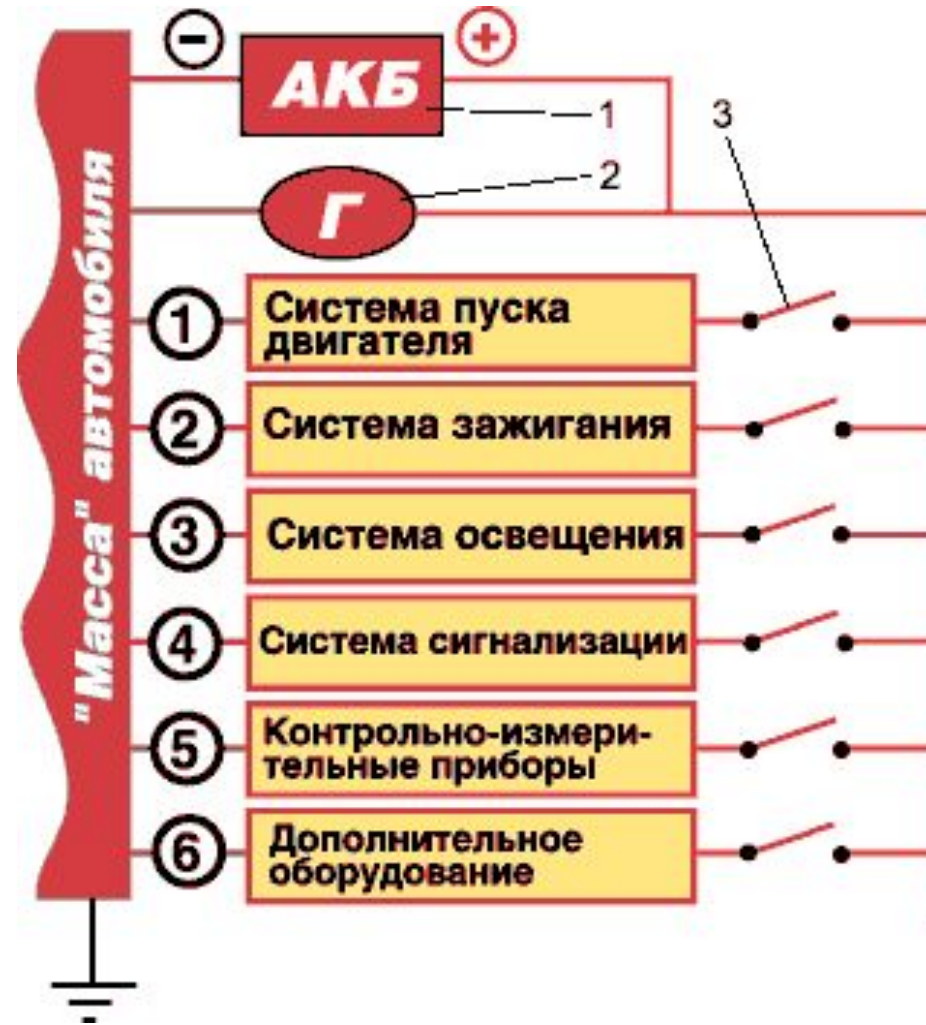 − АКБ +
1
3
Г
2
"Масса" автомобиля
1 Система пуска
двигателя
2 Система зажигания
3 Система освещения
4 Система сигнализации
5 Контрольно-измери-
тельные приборы
6 Дополнительное
оборудование